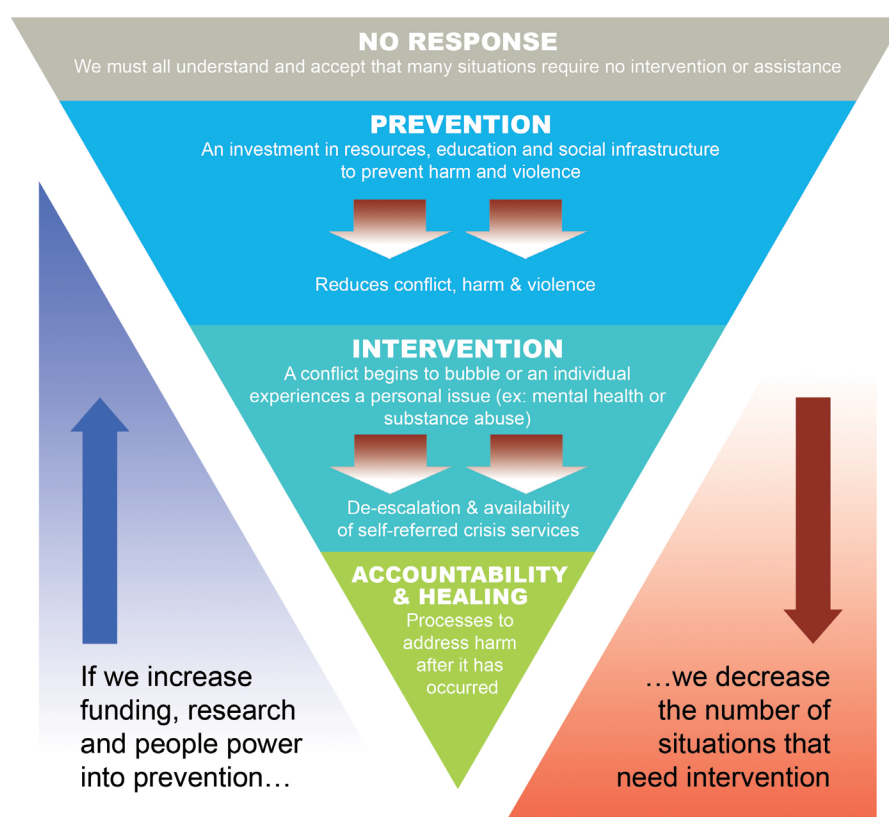 NO RESPONSE
We must all understand and accept that many situations require no intervention or assistance
PREVENTION
An investment in resources, education and social infrastructure
to prevent harm and violence
Reduces conflict, harm & violence
INTERVENTION
A conflict begins to bubble or an individual
experiences a personal issue (ex: mental health or
substance abuse)
De-escalation & availability
of self-referred crisis services
ACCOUNTABILITY
& HEALING
Processes to
address harm
after it has
occurred
If we increase
funding, research
and people power
into prevention…
…we decrease
the number of
situations that
need intervention